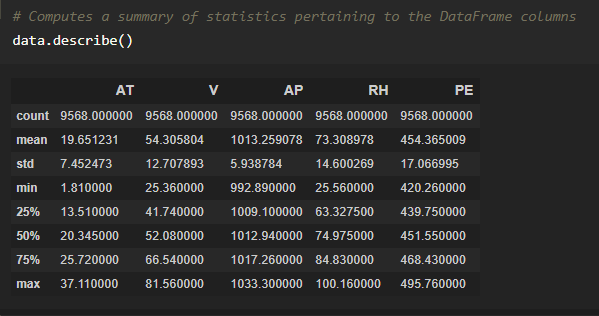 # Computes a summary of statistics pertaining to the DataFrame columns
data.describe()
AT V AP RH PE
count 9568.000000 9568.000000 9568.000000 9568.000000 9568.000000
mean 19.651231 54.305804 1013.259078 73.308978 454.365009
std 7.452473 12.707893 5.938784 14.600269 17.066995
min 1.810000 25.360000 992.890000 25.560000 420.260000
25% 13.510000 41.740000 1009.100000 63.327500 439.750000
50% 20.345000 52.080000 1012.940000 74.975000 451.550000
75% 25.720000 66.540000 1017.260000 84.830000 468.430000
max 37.110000 81.560000 1033.300000 100.160000 495.760000